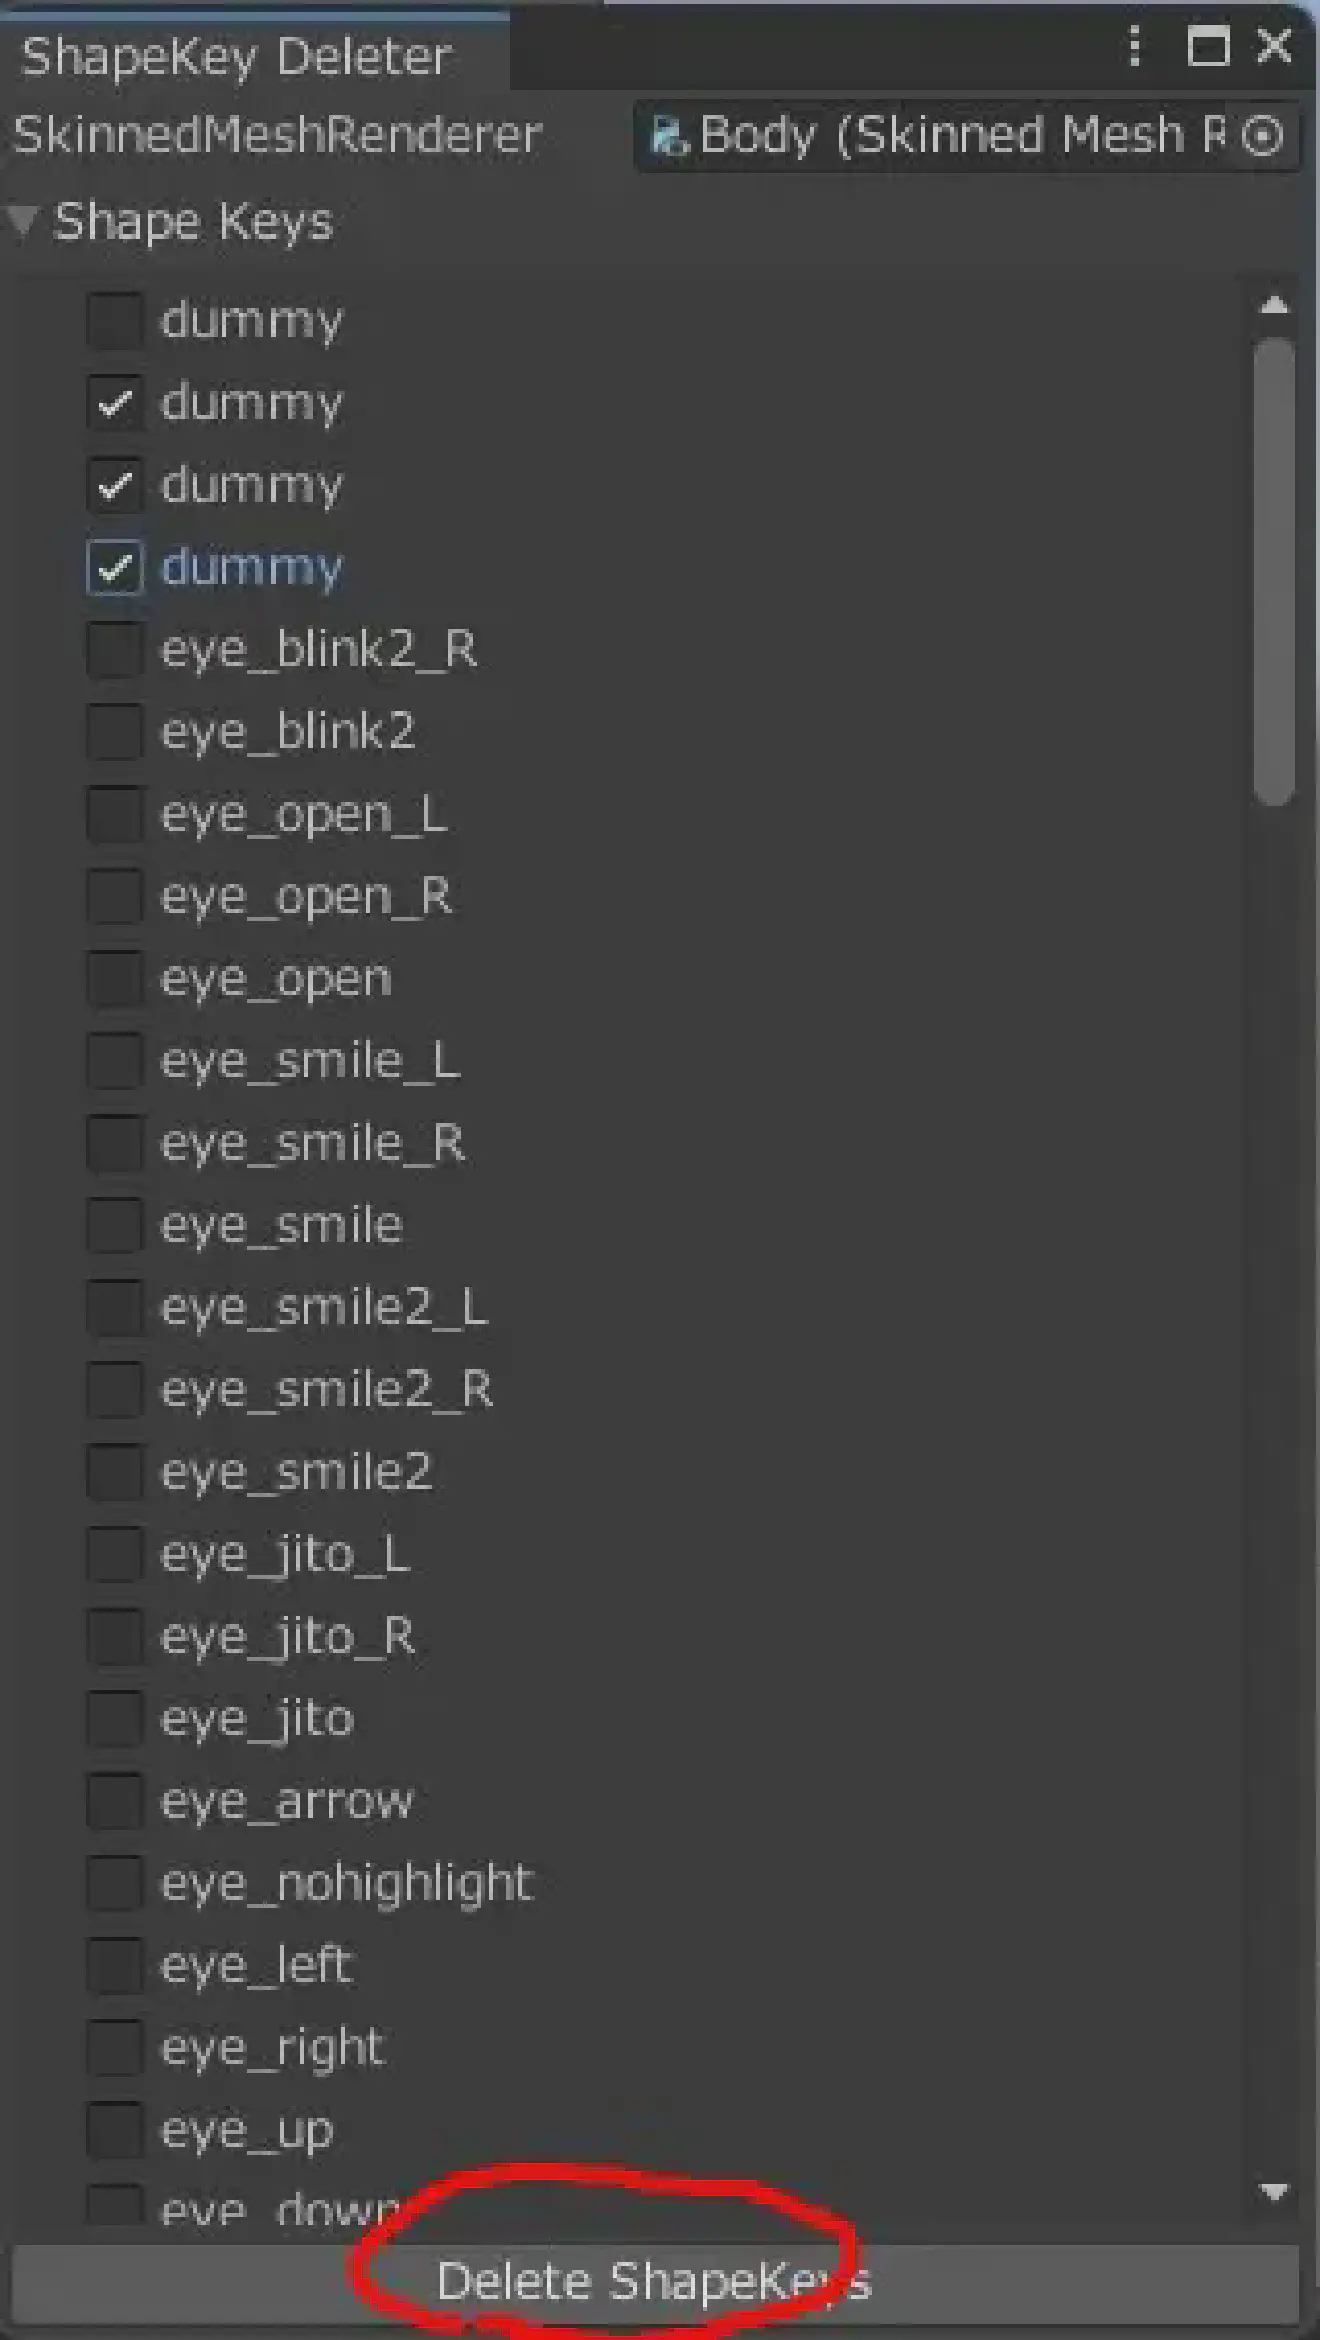 ShapeKey Deleter
SkinnedMeshRenderer Body (Skinned Mesh R
Shape Keys
dummy
dummy
dummy
dummy
eye_blink2_R
eye_blink2
eye_open_L
eye_open_R
eye_open
eye_smile_L
eye_smile_R
eye_smile
eye_smile2_L
eye_smile2_R
eye_smile2
eye_jito_L
eye_jito_R
eye_jito
eye_arrow
eye_nohighlight
eye_left
eye_right
eye_up
eye_down
Delete ShapeKeys